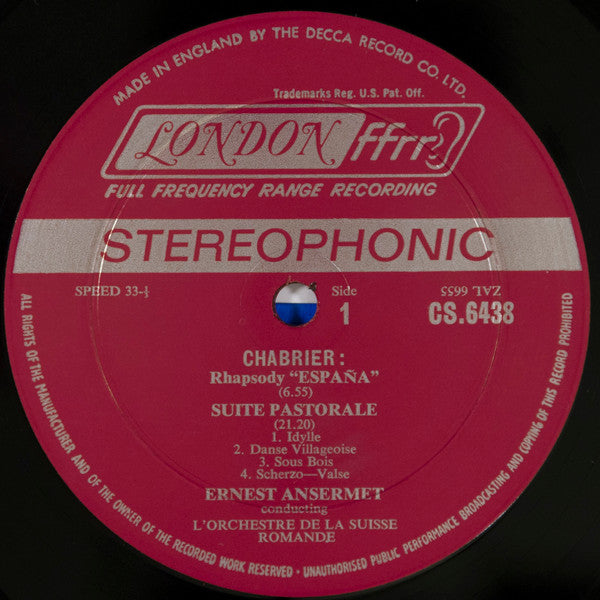 MADE IN ENGLAND BY THE DECCA RECORD CO. LTD.
Trademarks Reg. U.S. Pat. Off.
LONDON ffrr
FULL FREQUENCY RANGE RECORDING
STEREOPHONIC
SPEED 33-⅓
Side
1
ZAL 6655
CS.6438
CHABRIER :
Rhapsody “ESPAÑA”
(6.55)
SUITE PASTORALE
(21.20)
1. Idylle
2. Danse Villageoise
3. Sous Bois
4. Scherzo—Valse
ERNEST ANSERMET
conducting
L'ORCHESTRE DE LA SUISSE
ROMANDE
ALL RIGHTS OF THE MANUFACTURER AND OF THE OWNER OF THE RECORDED WORK RESERVED - UNAUTHORISED PUBLIC PERFORMANCE BROADCASTING AND COPYING OF THIS RECORD PROHIBITED